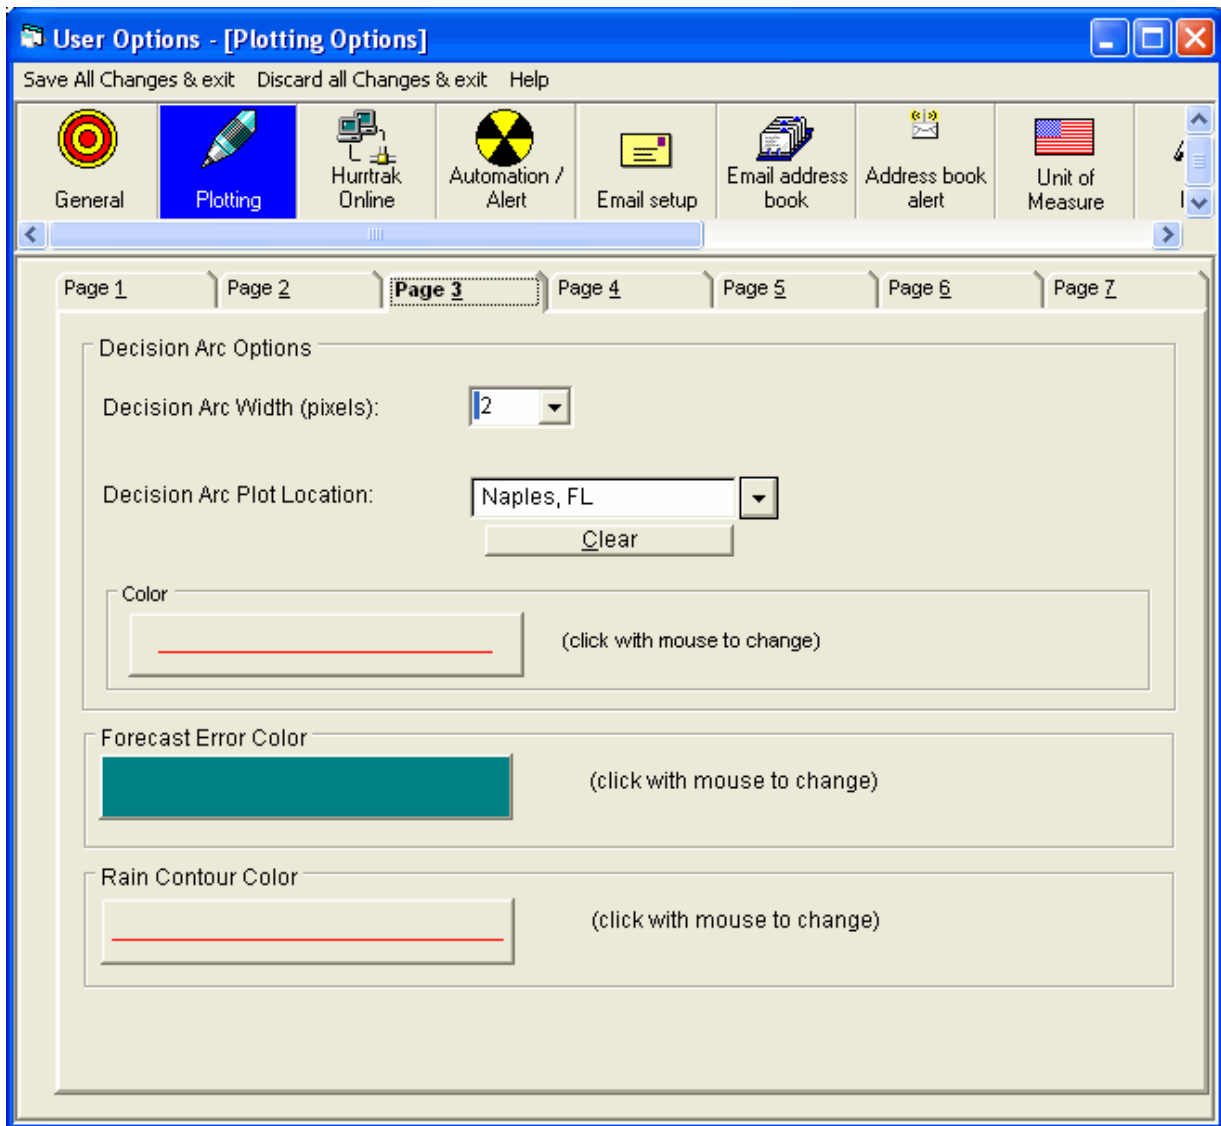 User Options - [Plotting Options]
Save All Changes & exit Discard all Changes & exit Help
General
Plotting
Hurrtrak
Online
Automation /
Alert
Email setup
Email address
book
Address book
alert
Unit of
Measure
Page 1 Page 2 Page 3 Page 4 Page 5 Page 6 Page 7
Decision Arc Options
Decision Arc Width (pixels): 2
Decision Arc Plot Location: Naples, FL
Clear
Color
(click with mouse to change)
Forecast Error Color
(click with mouse to change)
Rain Contour Color
(click with mouse to change)